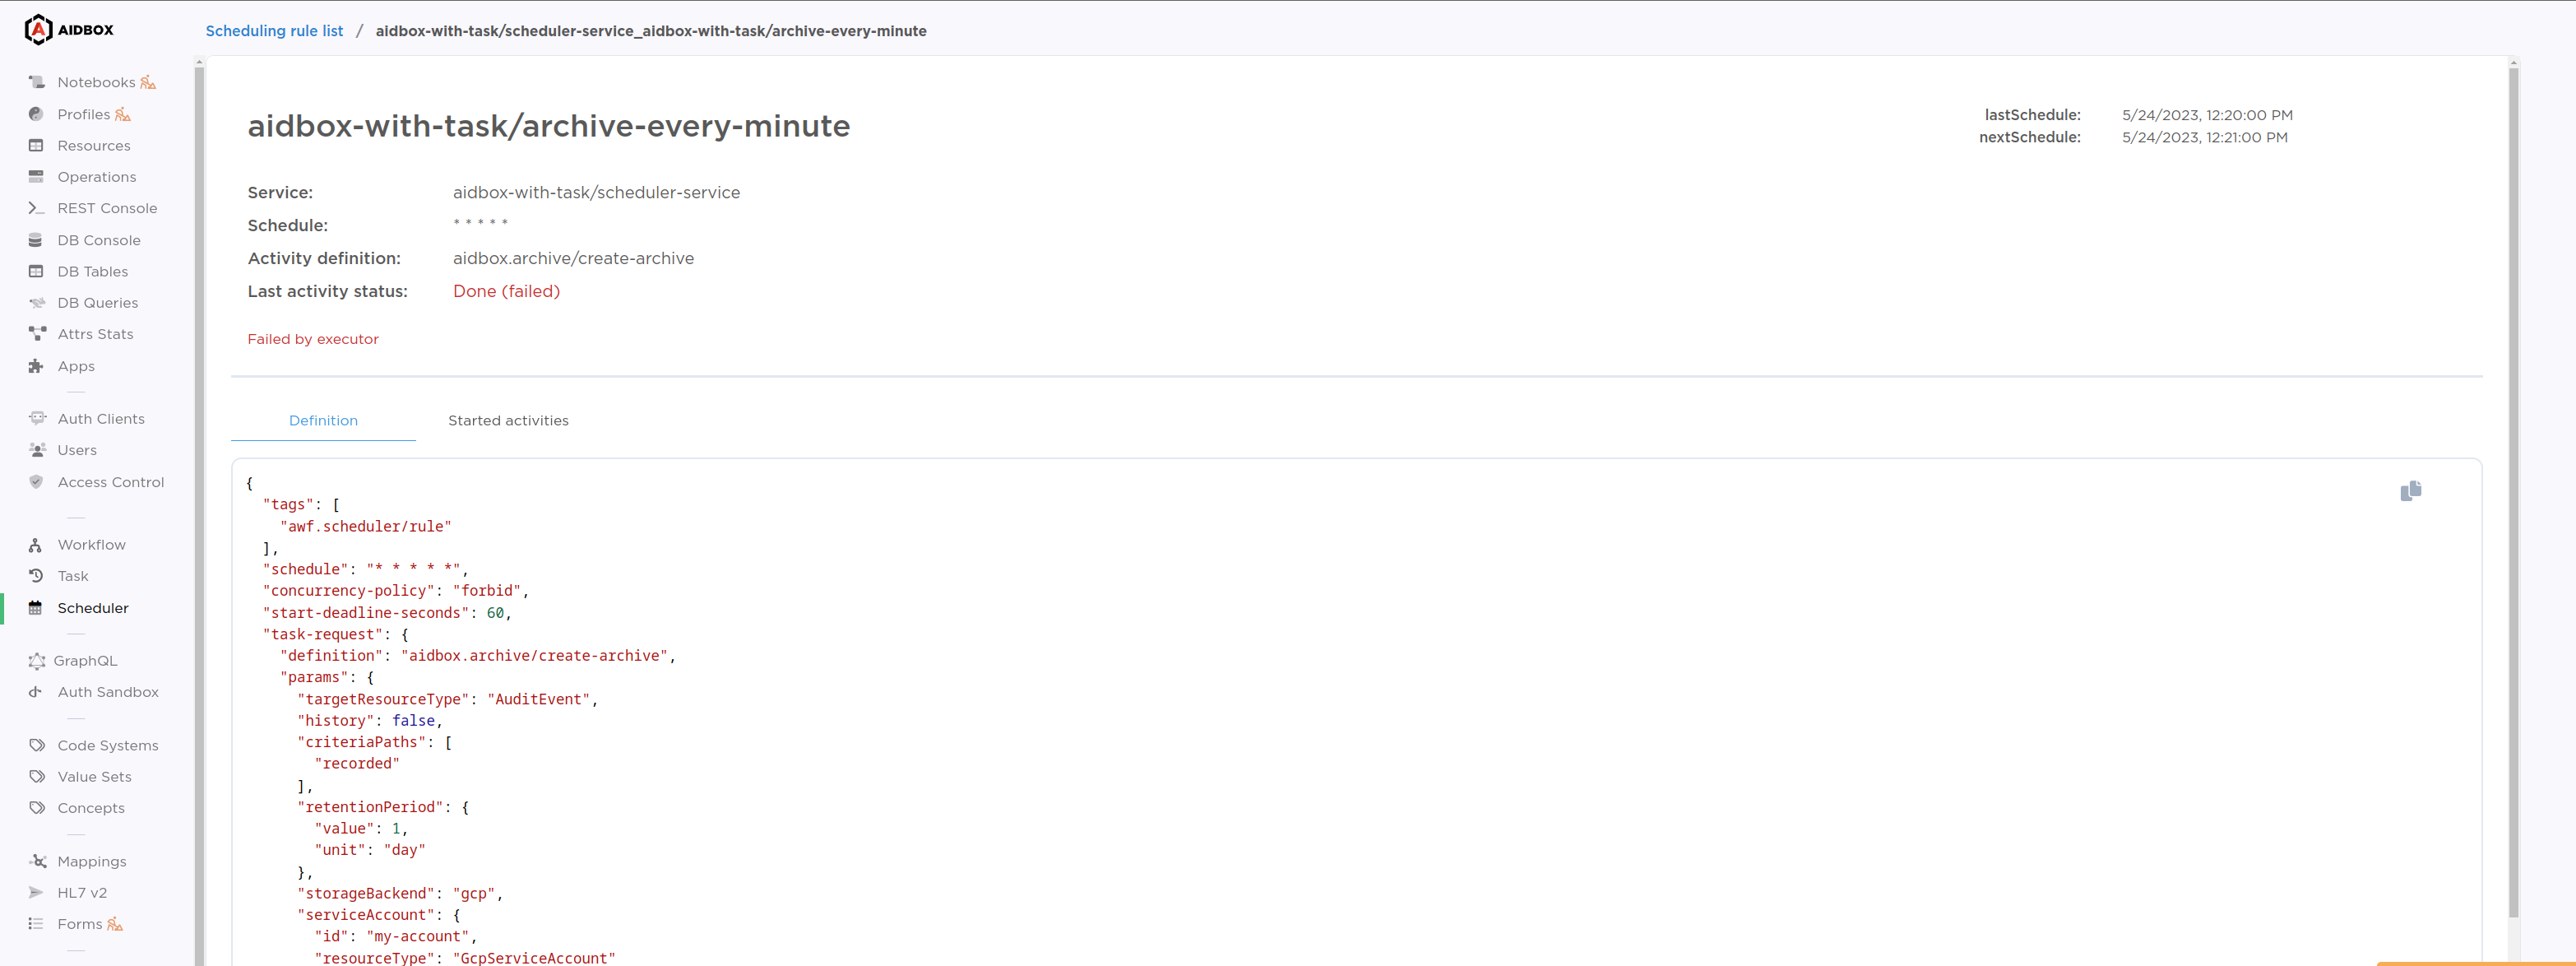 AIDBOX
Scheduling rule list / aidbox-with-task/scheduler-service_aidbox-with-task/archive-every-minute
Notebooks
Profiles
Resources
Operations
REST Console
DB Console
DB Tables
DB Queries
Attrs Stats
Apps
Auth Clients
Users
Access Control
Workflow
Task
Scheduler
GraphQL
Auth Sandbox
Code Systems
Value Sets
Concepts
Mappings
HL7 v2
Forms
aidbox-with-task/archive-every-minute
lastSchedule: 5/24/2023, 12:20:00 PM
nextSchedule: 5/24/2023, 12:21:00 PM
Service: aidbox-with-task/scheduler-service
Schedule: * * * * *
Activity definition: aidbox.archive/create-archive
Last activity status: Done (failed)
Failed by executor
Definition Started activities
{
"tags": [
"awf.scheduler/rule"
],
"schedule": "* * * * *",
"concurrency-policy": "forbid",
"start-deadline-seconds": 60,
"task-request": {
"definition": "aidbox.archive/create-archive",
"params": {
"targetResourceType": "AuditEvent",
"history": false,
"criteriaPaths": [
"recorded"
],
"retentionPeriod": {
"value": 1,
"unit": "day"
},
"storageBackend": "gcp",
"serviceAccount": {
"id": "my-account",
"resourceType": "GcpServiceAccount"